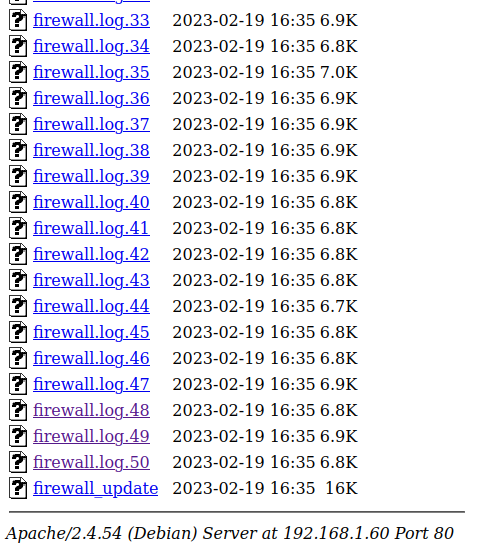 firewall.log.33 2023-02-19 16:35 6.9K
firewall.log.34 2023-02-19 16:35 6.8K
firewall.log.35 2023-02-19 16:35 7.0K
firewall.log.36 2023-02-19 16:35 6.9K
firewall.log.37 2023-02-19 16:35 6.9K
firewall.log.38 2023-02-19 16:35 6.9K
firewall.log.39 2023-02-19 16:35 6.9K
firewall.log.40 2023-02-19 16:35 6.8K
firewall.log.41 2023-02-19 16:35 6.8K
firewall.log.42 2023-02-19 16:35 6.8K
firewall.log.43 2023-02-19 16:35 6.8K
firewall.log.44 2023-02-19 16:35 6.7K
firewall.log.45 2023-02-19 16:35 6.8K
firewall.log.46 2023-02-19 16:35 6.8K
firewall.log.47 2023-02-19 16:35 6.9K
firewall.log.48 2023-02-19 16:35 6.8K
firewall.log.49 2023-02-19 16:35 6.9K
firewall.log.50 2023-02-19 16:35 6.8K
firewall_update 2023-02-19 16:35 16K
Apache/2.4.54 (Debian) Server at 192.168.1.60 Port 80